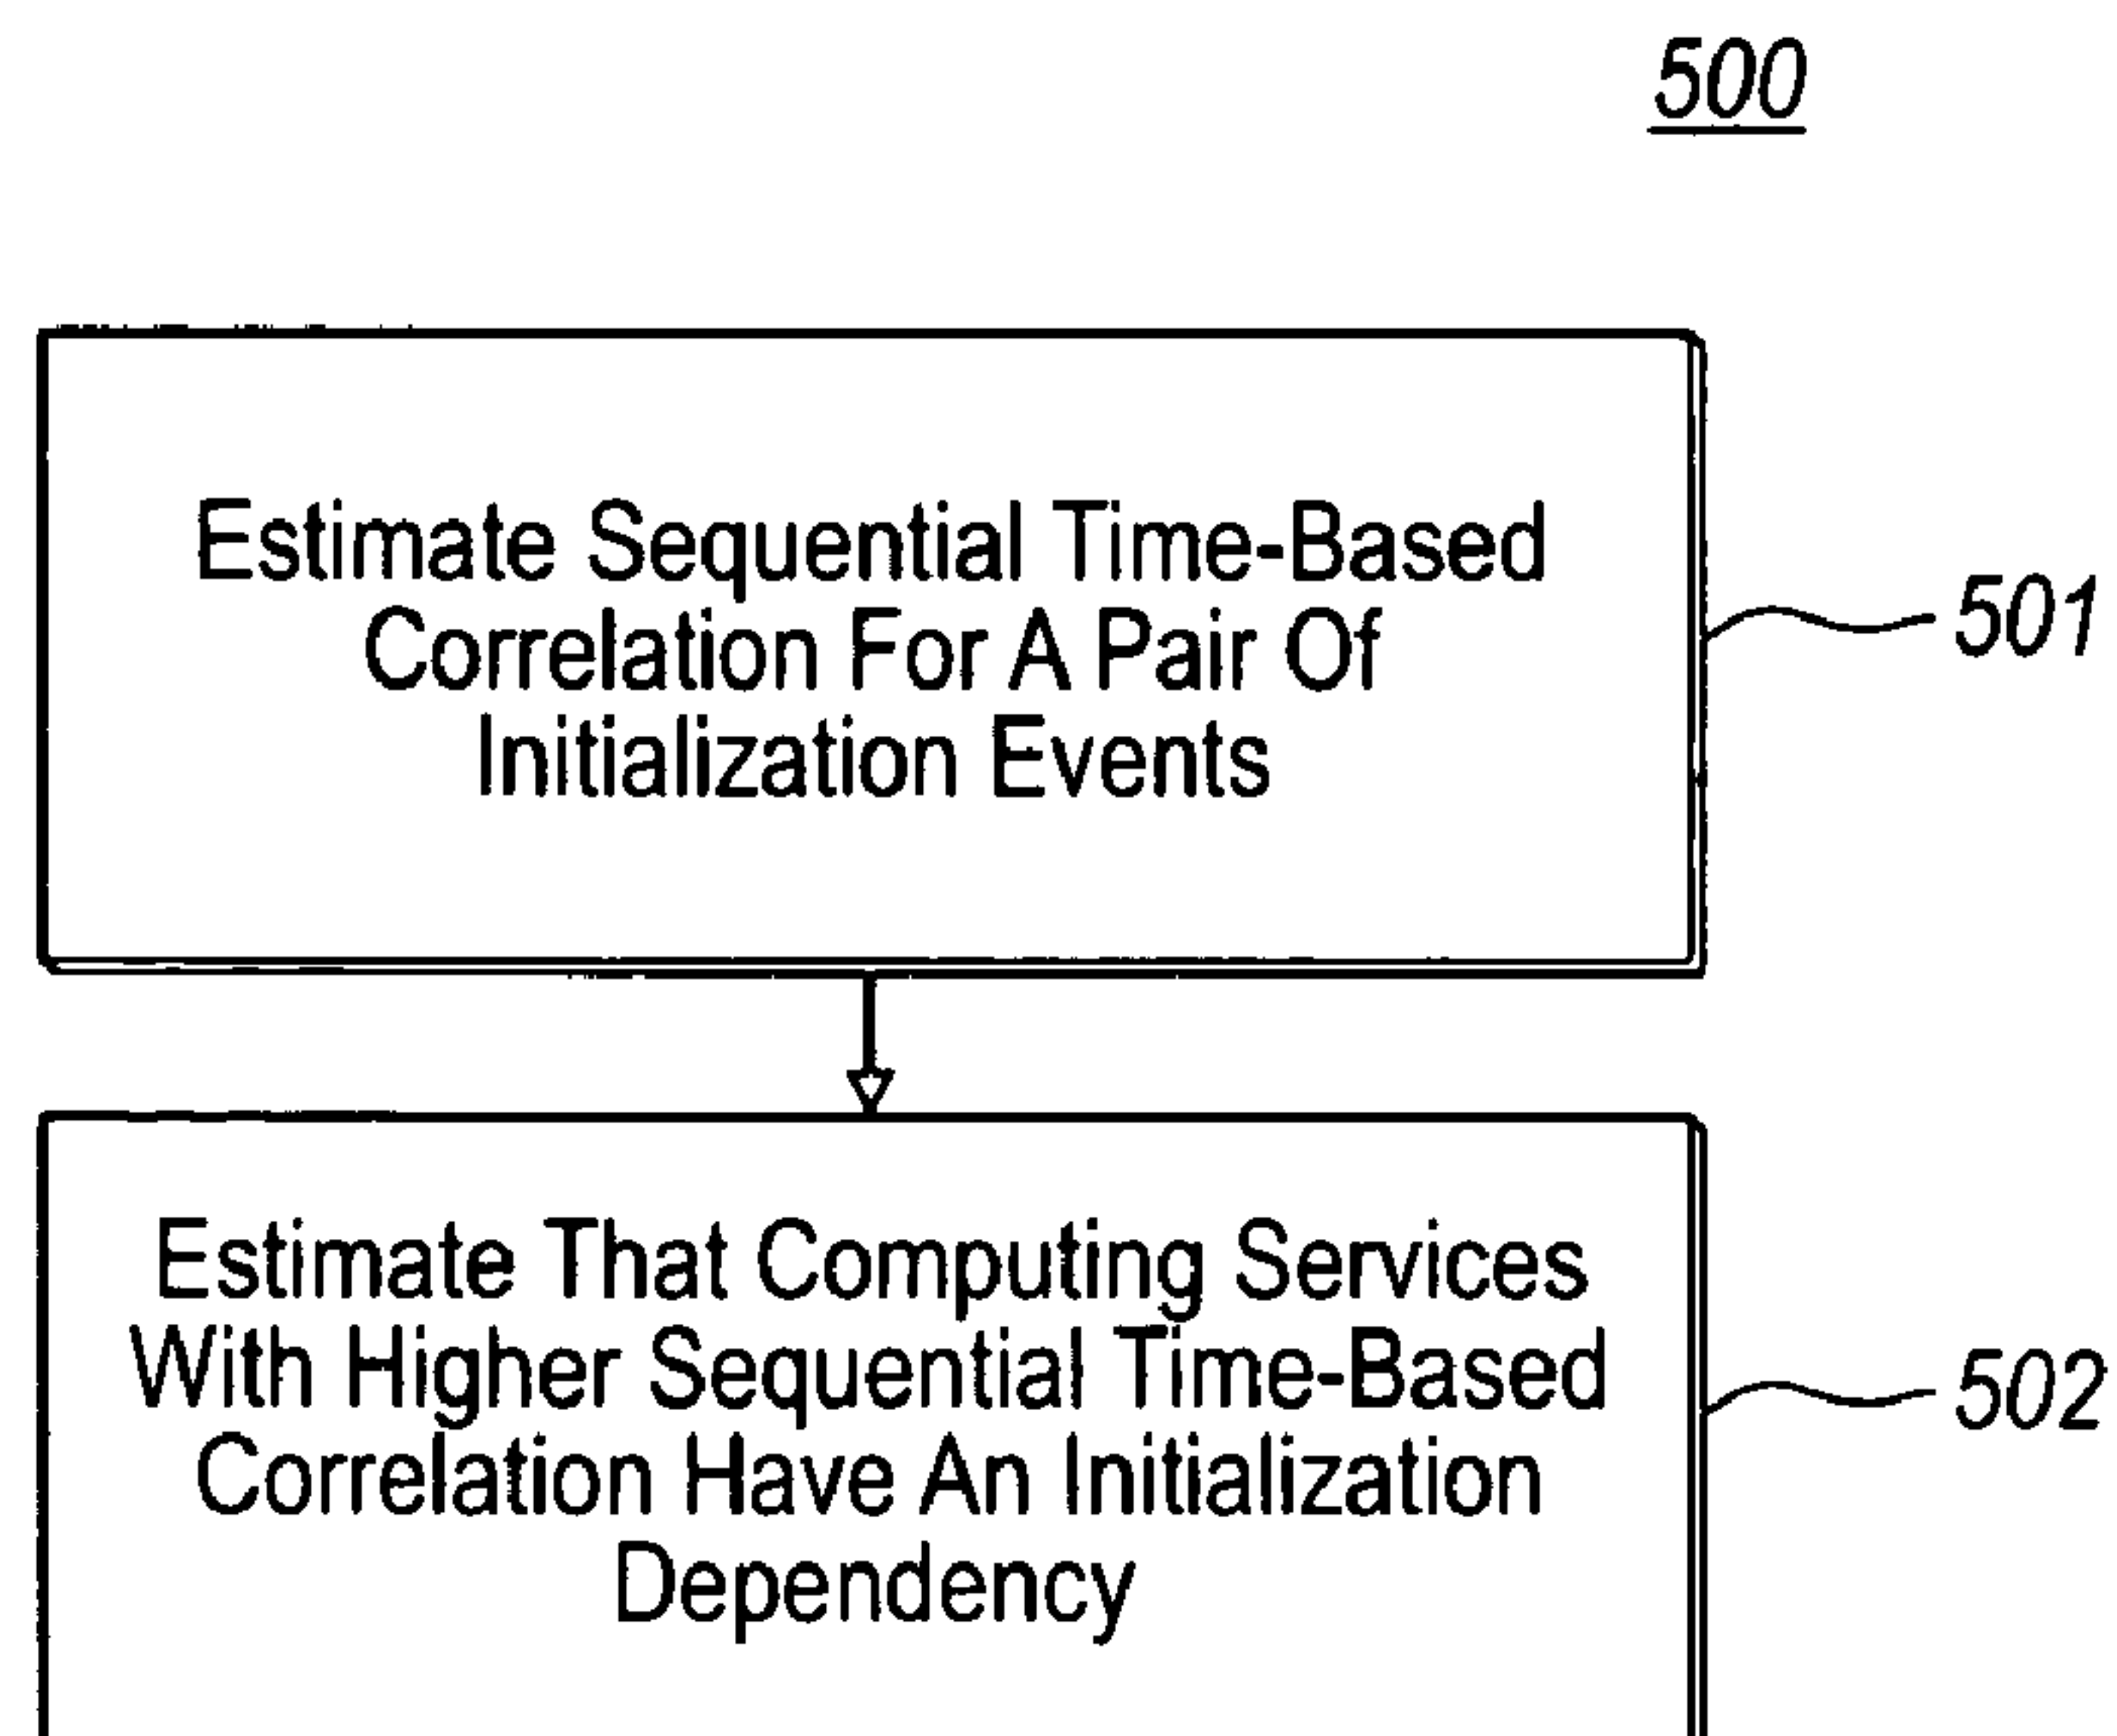 500
Estimate Sequential Time-Based
Correlation For A Pair Of
Initialization Events
501
Estimate That Computing Services
With Higher Sequential Time-Based
Correlation Have An Initialization
Dependency
502